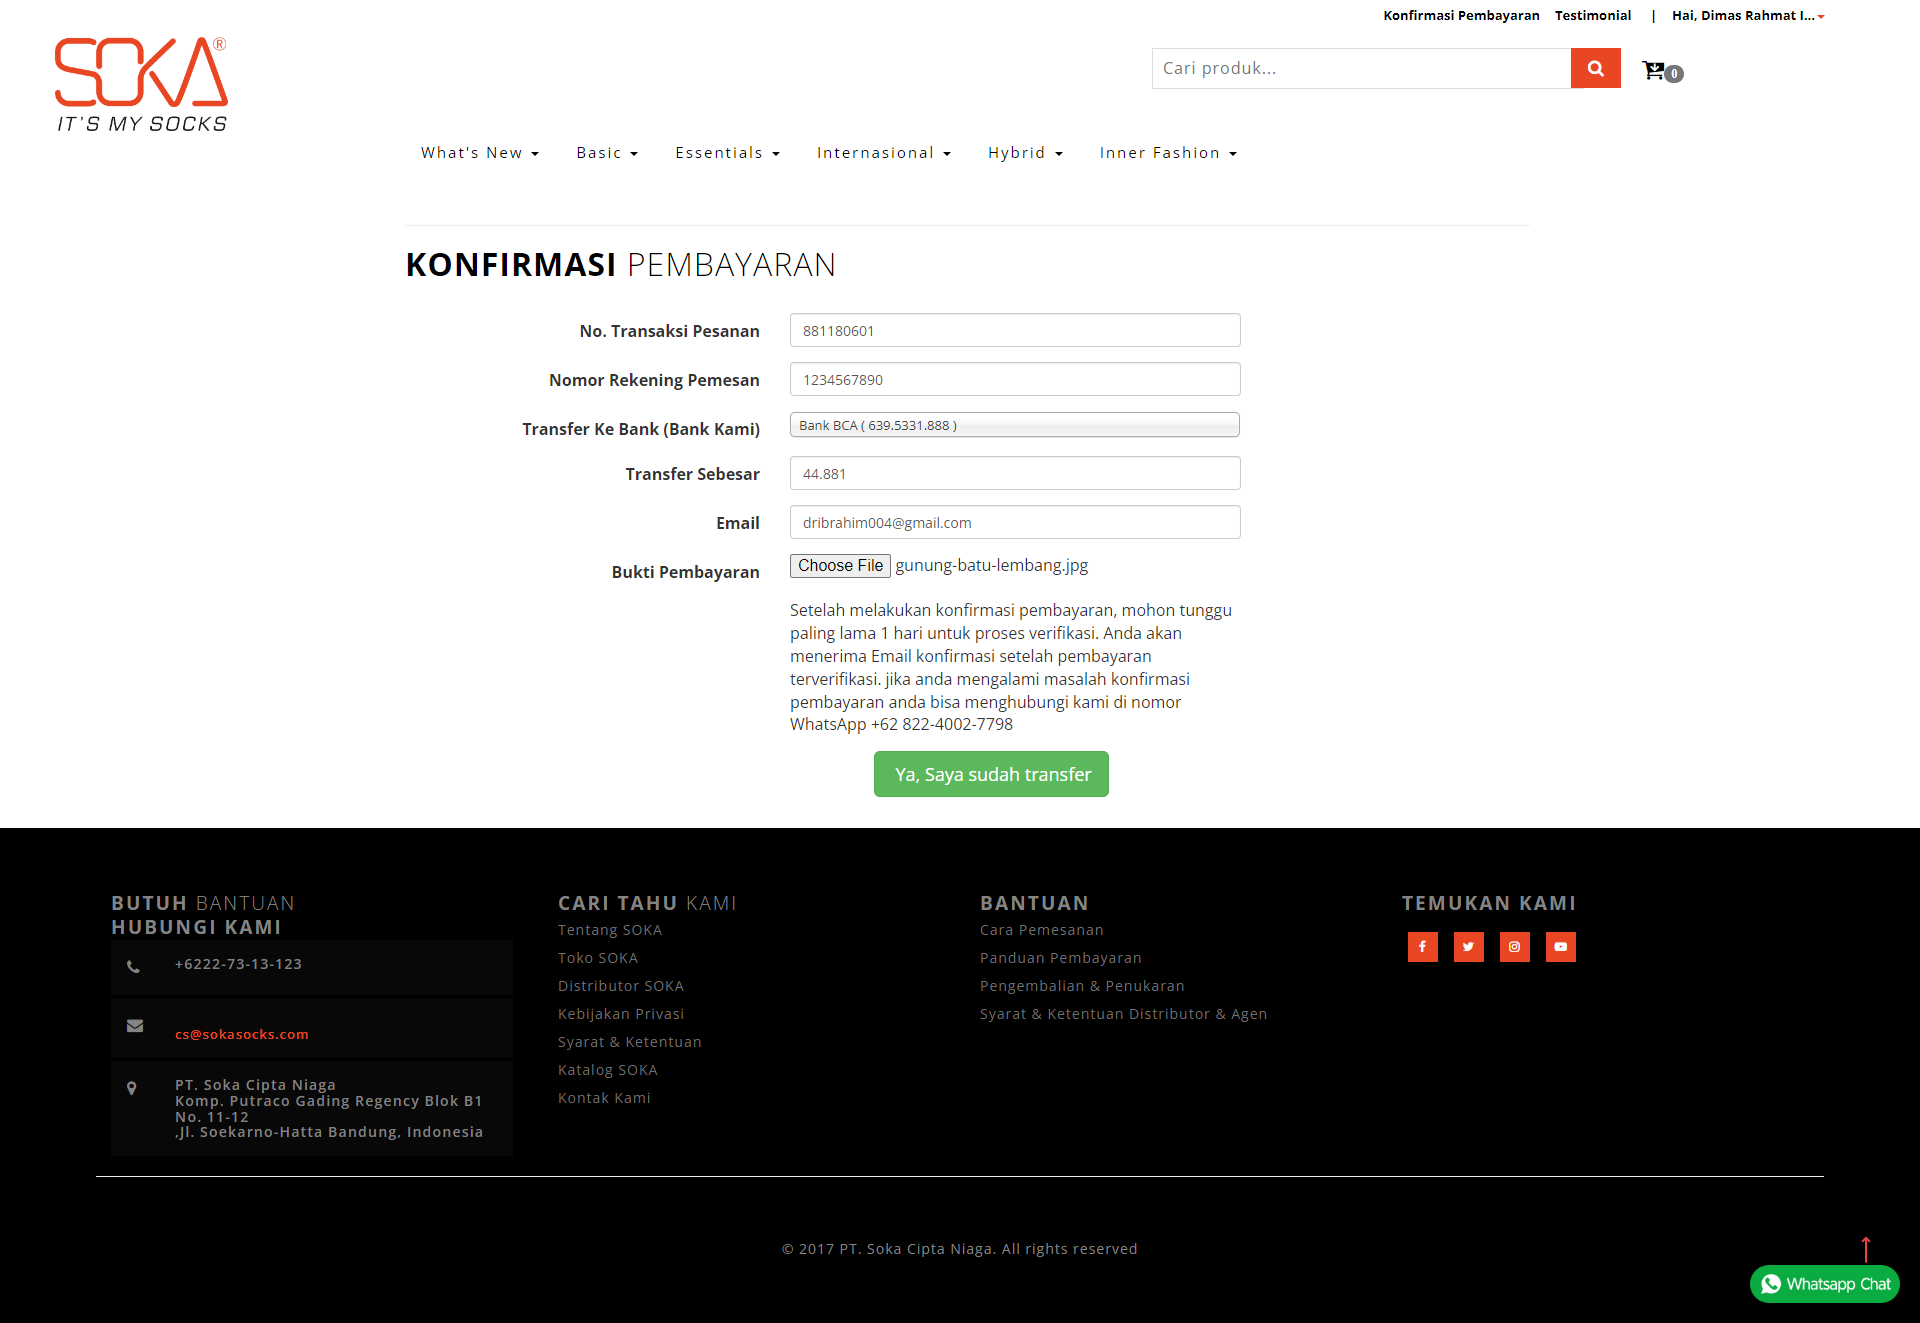 Konfirmasi Pembayaran Testimonial | Hai, Dimas Rahmat I...
SOKA®
IT'S MY SOCKS
Cari produk...
0
What's New Basic Essentials Internasional Hybrid Inner Fashion
KONFIRMASI PEMBAYARAN
No. Transaksi Pesanan 881180601
Nomor Rekening Pemesan 1234567890
Transfer Ke Bank (Bank Kami) Bank BCA ( 639.5331.888 )
Transfer Sebesar 44.881
Email dribrahim004@gmail.com
Bukti Pembayaran Choose File gunung-batu-lembang.jpg
Setelah melakukan konfirmasi pembayaran, mohon tunggu
paling lama 1 hari untuk proses verifikasi. Anda akan
menerima Email konfirmasi setelah pembayaran
terverifikasi. jika anda mengalami masalah konfirmasi
pembayaran anda bisa menghubungi kami di nomor
WhatsApp +62 822-4002-7798
Ya, Saya sudah transfer
BUTUH BANTUAN
HUBUNGI KAMI
+6222-73-13-123
cs@sokasocks.com
PT. Soka Cipta Niaga
Komp. Putraco Gading Regency Blok B1
No. 11-12
,Jl. Soekarno-Hatta Bandung, Indonesia
CARI TAHU KAMI
Tentang SOKA
Toko SOKA
Distributor SOKA
Kebijakan Privasi
Syarat & Ketentuan
Katalog SOKA
Kontak Kami
BANTUAN
Cara Pemesanan
Panduan Pembayaran
Pengembalian & Penukaran
Syarat & Ketentuan Distributor & Agen
TEMUKAN KAMI
© 2017 PT. Soka Cipta Niaga. All rights reserved
Whatsapp Chat